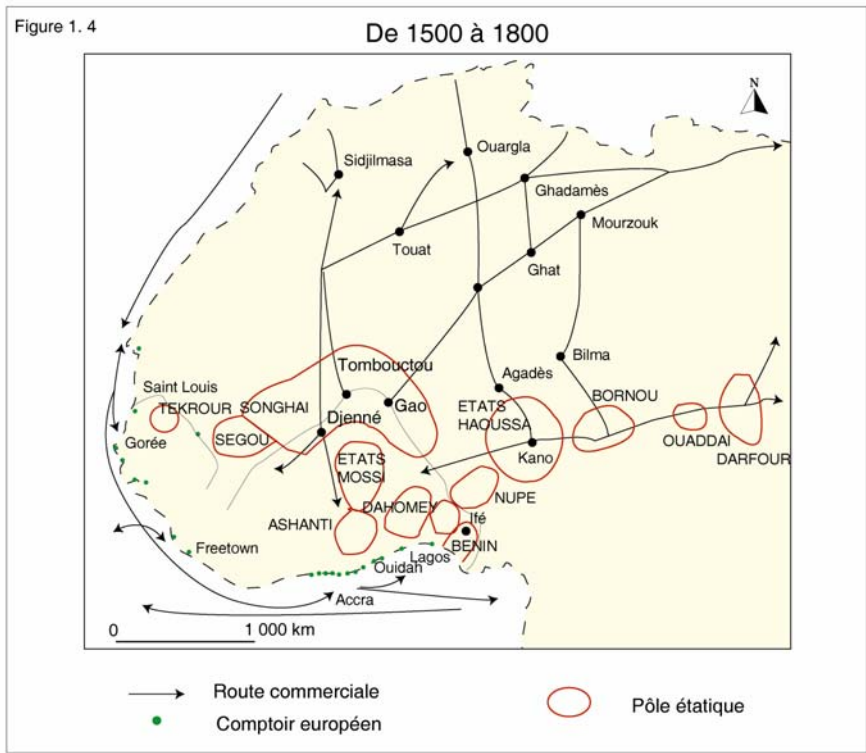 Figure 1. 4
De 1500 à 1800
N
Sidjilmasa
Ouargla
Ghadamès
Mourzouk
Touat
Ghat
Bilma
Tombouctou
Saint Louis
TEKROUR
SONGHAI
Gao
Agadès
ETATS
HAOUSSA
BORNOU
Djenné
Gorée
SEGOU
Kano
OUADDAI
DARFOUR
ETATS
MOSSI
NUPE
DAHOMEY
ASHANTI
Ifé
BENIN
Freetown
Lagos
Ouidah
Accra
0 1 000 km
Route commerciale
Comptoir européen
Pôle étatique